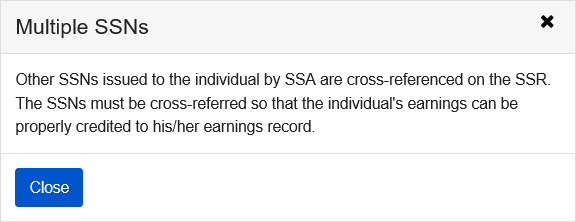 Multiple SSNs
Other SSNs issued to the individual by SSA are cross-referenced on the SSR.
The SSNs must be cross-referred so that the individual's earnings can be
properly credited to his/her earnings record.
Close